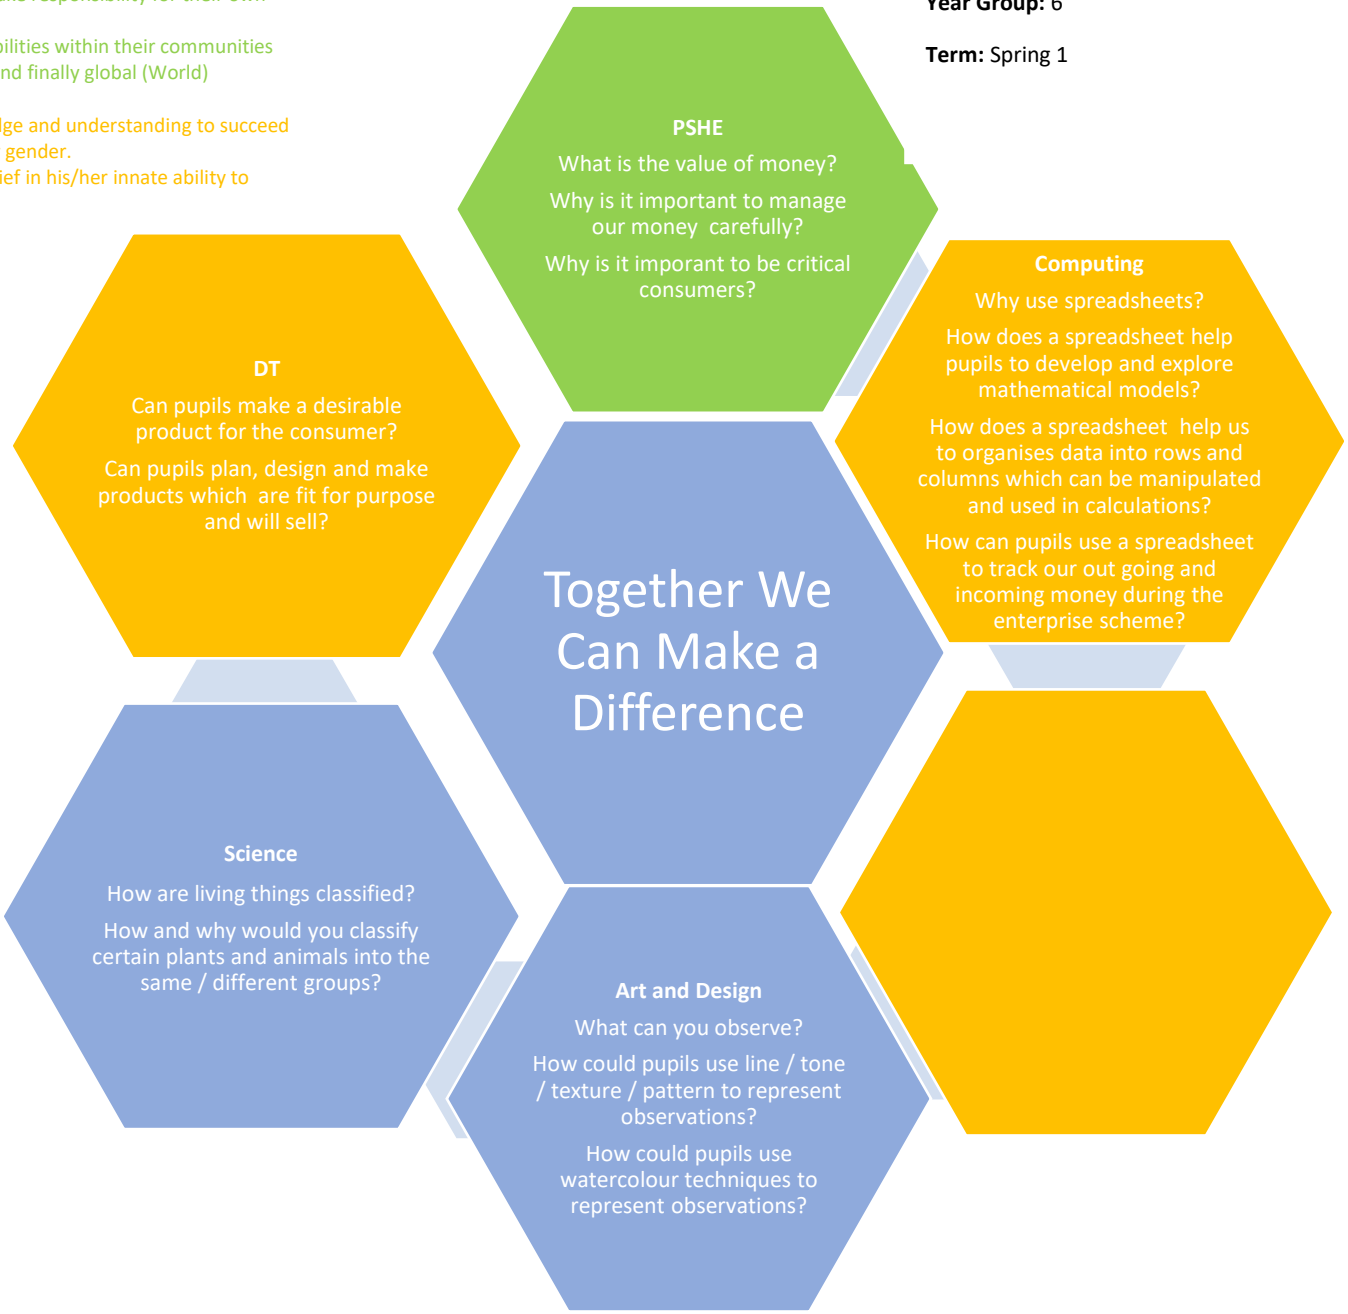 responsibility for their own
Year Group: 6
within their communities
and finally global (World)
Term: Spring 1
and understanding to succeed
gender.
in his/her innate ability to
PSHE
What is the value of money?
Why is it important to manage
our money carefully?
Why is it imporant to be critical
consumers?
Computing
Why use spreadsheets?
How does a spreadsheet help
pupils to develop and explore
mathematical models?
How does a spreadsheet help us
to organises data into rows and
columns which can be manipulated
and used in calculations?
How can pupils use a spreadsheet
to track our out going and
incoming money during the
enterprise scheme?
DT
Can pupils make a desirable
product for the consumer?
Can pupils plan, design and make
products which are fit for purpose
and will sell?
Together We
Can Make a
Difference
Science
How are living things classified?
How and why would you classify
certain plants and animals into the
same / different groups?
Art and Design
What can you observe?
How could pupils use line / tone
/ texture / pattern to represent
observations?
How could pupils use
watercolour techniques to
represent observations?